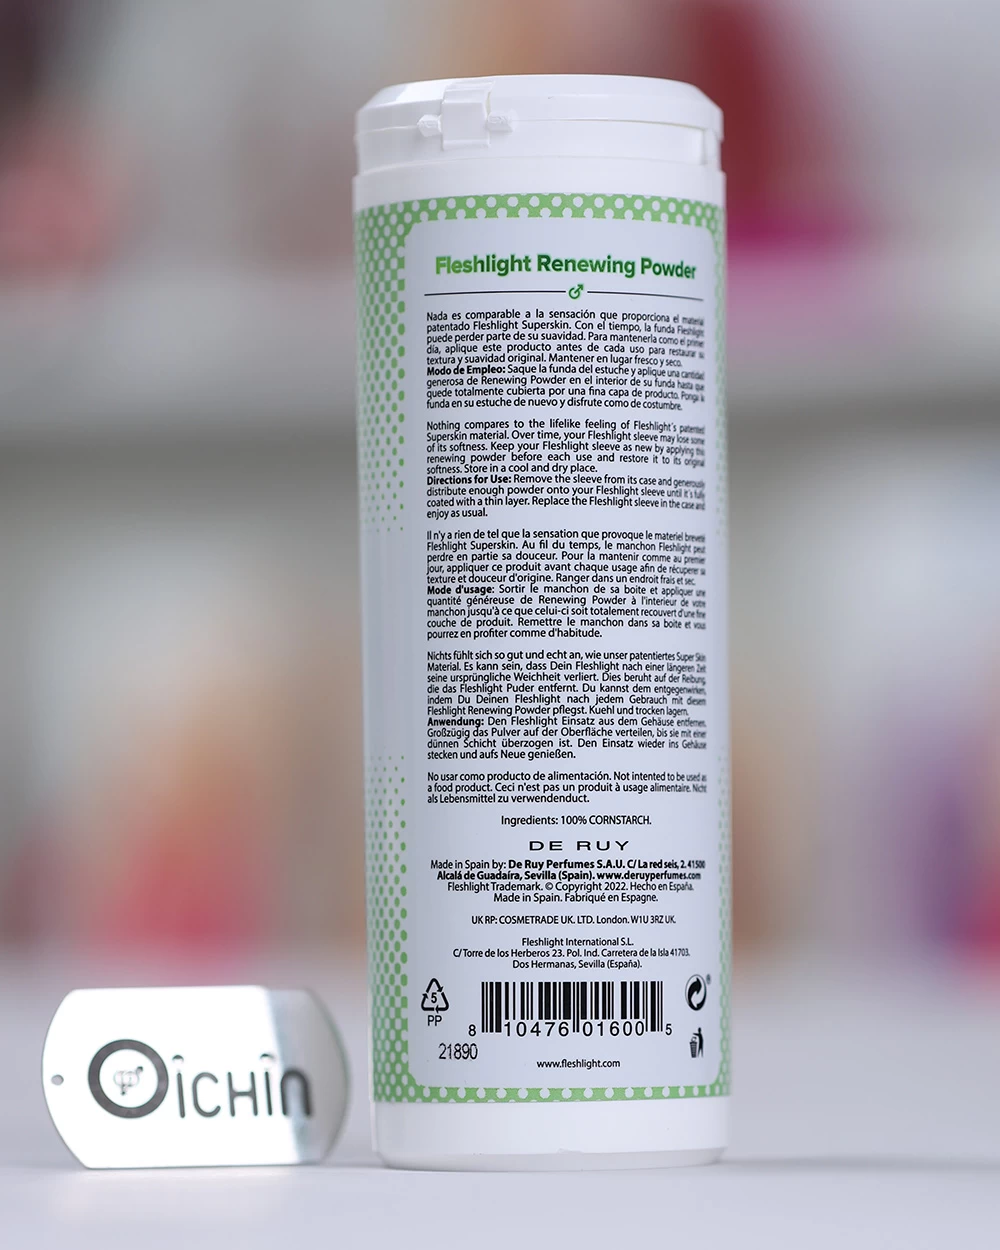 Fleshlight Renewing Powder
Nada es comparable a la sensación que proporciona el material
patentado Fleshlight Superskin. Con el tiempo, la funda Fleshlight
puede perder parte de su suavidad. Para mantenerla como el primer
día, aplique este producto antes de cada uso para restaurar su
textura y suavidad original. Mantener en lugar fresco y seco.
Modo de Empleo: Saque la funda del estuche y aplique una cantidad
generosa de Renewing Powder en el interior de su funda hasta que
quede totalmente cubierta por una fina capa de producto. Ponga la
funda en su estuche de nuevo y disfrute como de costumbre.
Nothing compares to the lifelike feeling of Fleshlight´s patented
Superskin material. Over time, your Fleshlight sleeve may lose some
of its softness. Keep your Fleshlight sleeve as new by applying this
renewing powder before each use and restore it to its original
softness. Store in a cool and dry place.
Directions for Use: Remove the sleeve from its case and generously
distribute enough powder onto your Fleshlight sleeve until it´s fully
coated with a thin layer. Replace the Fleshlight sleeve in the case and
enjoy as usual.
Il n'y a rien de tel que la sensation que provoque le materiel breveté
Fleshlight Superskin. Au fil du temps, le manchon Fleshlight peut
perdre en partie sa douceur. Pour la mantenir comme au premier
jour, appliquer ce produit avant chaque usage afin de récuperer sa
texture et douceur d'origine. Ranger dans un endroit frais et sec.
Mode d'usage: Sortir le manchon de sa boite et appliquer une
quantité généreuse de Renewing Powder à l'interieur de votre
manchon jusqu'à ce que celui-ci soit totalement recouvert d'une fine
couche de produit. Remettre le manchon dans sa boite et vous
pourrez en profiter comme d'habitude.
Nichts fühlt sich so gut und echt an, wie unser patentiertes Super Skin
Material. Es kann sein, dass Dein Fleshlight nach einer längeren Zeit
seine ursprüngliche Weichheit verliert. Dies beruht auf der Reibung,
die das Fleshlight Puder entfernt. Du kannst dem entgegenwirken,
indem Du Deinen Fleshlight nach jedem Gebrauch mit diesem
Fleshlight Renewing Powder pflegst. Kuehl und trocken lagern.
Anwendung: Den Fleshlight Einsatz aus dem Gehäuse entfernen.
Großzügig das Pulver auf der Oberfläche verteilen, bis sie mit einer
dünnen Schicht überzogen ist. Den Einsatz wieder ins Gehäuse
stecken und aufs Neue genießen.
No usar como producto de alimentación. Not intented to be used as
a food product. Ceci n'est pas un produit à usage alimentaire. Nicht
als Lebensmittel zu verwendenduct.
Ingredients: 100% CORNSTARCH.
DE RUY
Made in Spain by: De Ruy Perfumes S.A.U. C/ La red seis, 2. 41500
Alcalá de Guadaíra, Sevilla (Spain). www.deruyperfumes.com
Fleshlight Trademark. © Copyright 2022. Hecho en España.
Made in Spain. Fabriqué en Espagne.
UK RP: COSMETRADE UK. LTD. London. W1U 3RZ UK.
Fleshlight International S.L.
C/ Torre de los Herberos 23. Pol. Ind. Carretera de la Isla 41703.
Dos Hermanas, Sevilla (España).
5
PP
8 10476 01600 5
21890
www.fleshlight.com
OÎCHÎN